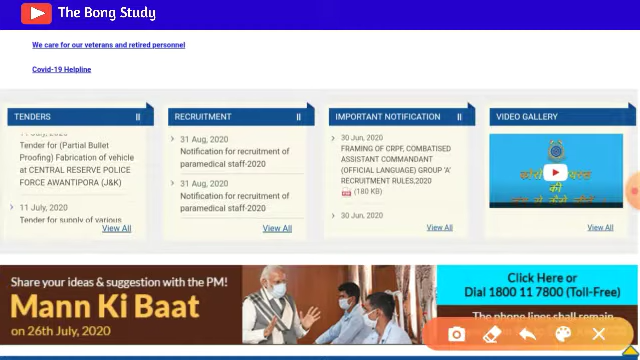 The Bong Study
We care for our veterans and retired personnel
Covid-19 Helpline
TENDERS
11 July, 2020
Tender for (Partial Bullet
Proofing) Fabrication of vehicle
at CENTRAL RESERVE POLICE
FORCE AWANTIPORA (J&K)
11 July, 2020
Tender for supply of various
View All
RECRUITMENT
31 Aug, 2020
Notification for recruitment of
paramedical staff-2020
31 Aug, 2020
Notification for recruitment of
paramedical staff-2020
View All
IMPORTANT NOTIFICATION
30 Jun, 2020
FRAMING OF CRPF, COMBATISED
ASSISTANT COMMANDANT
(OFFICIAL LANGUAGE) GROUP 'A'
RECRUITMENT RULES,2020
(180 KB)
30 Jun, 2020
View All
VIDEO GALLERY
की
View All
Share your ideas & suggestion with the PM!
Mann Ki Baat
on 26th July, 2020
Click Here or
Dial 1800 11 7800 (Toll-Free)
The phone lines shall remain